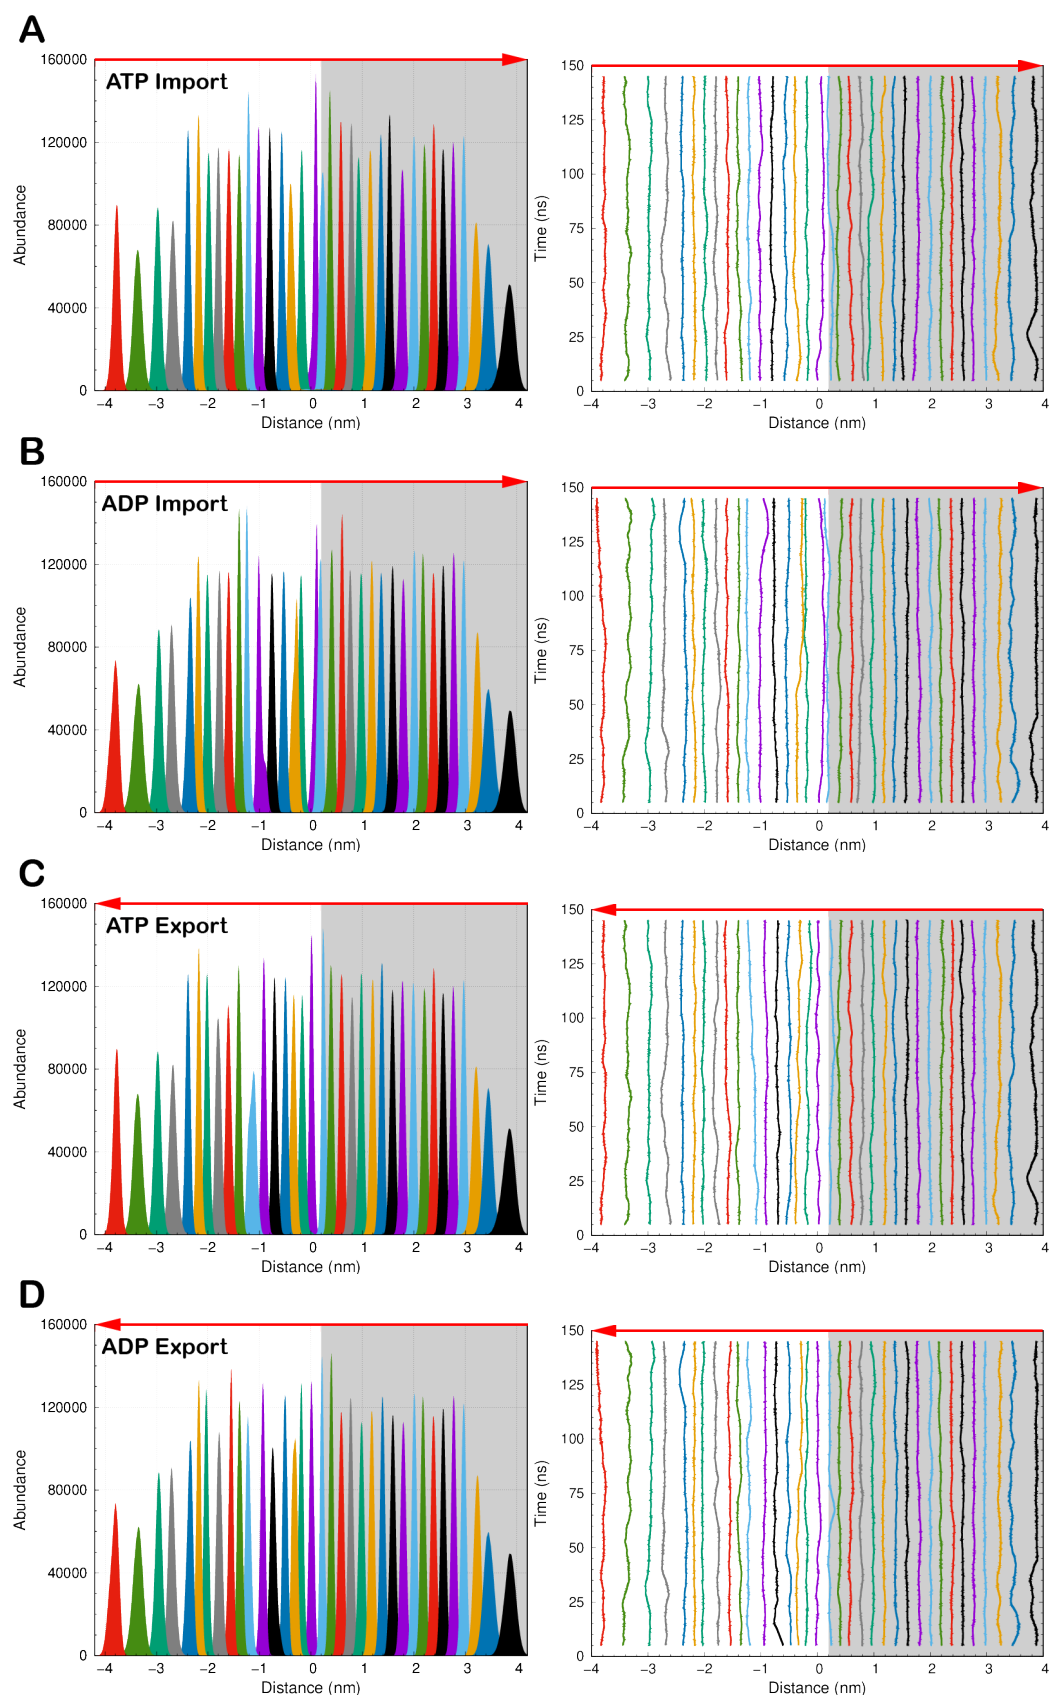 A
ATP Import
Abundance
160000
120000
80000
40000
0
−4 −3 −2 −1 0 1 2 3 4
Distance (nm)
Time (ns)
150
125
100
75
50
25
0
−4 −3 −2 −1 0 1 2 3 4
Distance (nm)
B
ADP Import
Abundance
160000
120000
80000
40000
0
−4 −3 −2 −1 0 1 2 3 4
Distance (nm)
Time (ns)
150
125
100
75
50
25
0
−4 −3 −2 −1 0 1 2 3 4
Distance (nm)
C
ATP Export
Abundance
160000
120000
80000
40000
0
−4 −3 −2 −1 0 1 2 3 4
Distance (nm)
Time (ns)
150
125
100
75
50
25
0
−4 −3 −2 −1 0 1 2 3 4
Distance (nm)
D
ADP Export
Abundance
160000
120000
80000
40000
0
−4 −3 −2 −1 0 1 2 3 4
Distance (nm)
Time (ns)
150
125
100
75
50
25
0
−4 −3 −2 −1 0 1 2 3 4
Distance (nm)